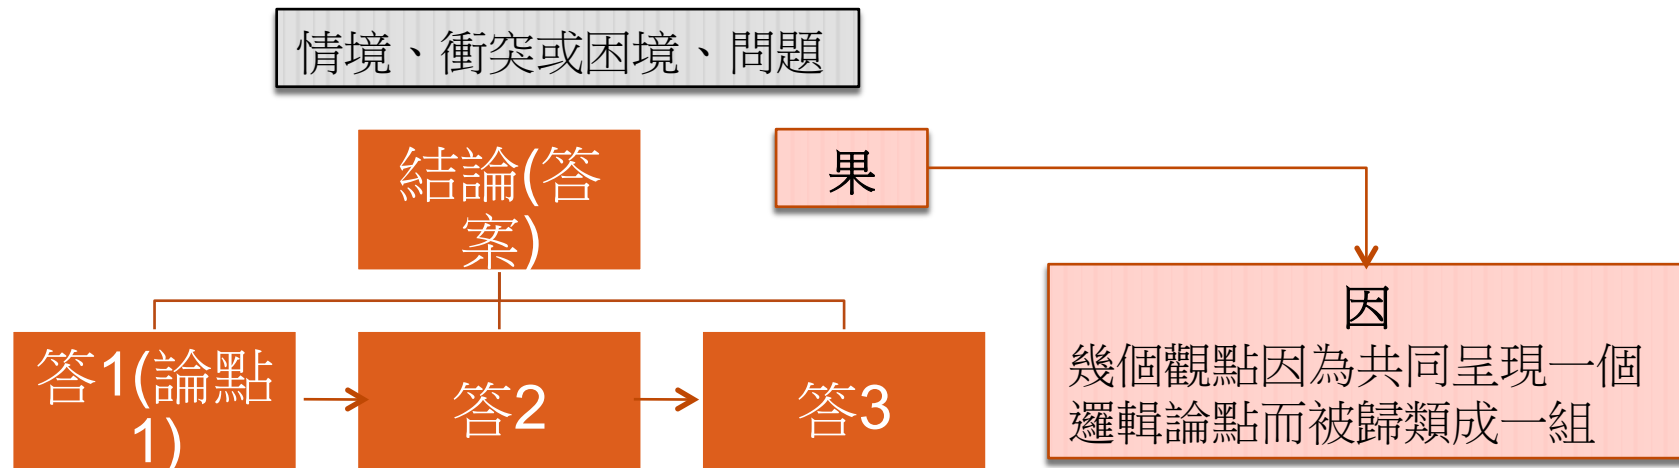 情境、衝突或困境、問題
結論(答
案)
果
答1(論點
1)
答2
答3
因
幾個觀點因為共同呈現一個
邏輯論點而被歸類成一組